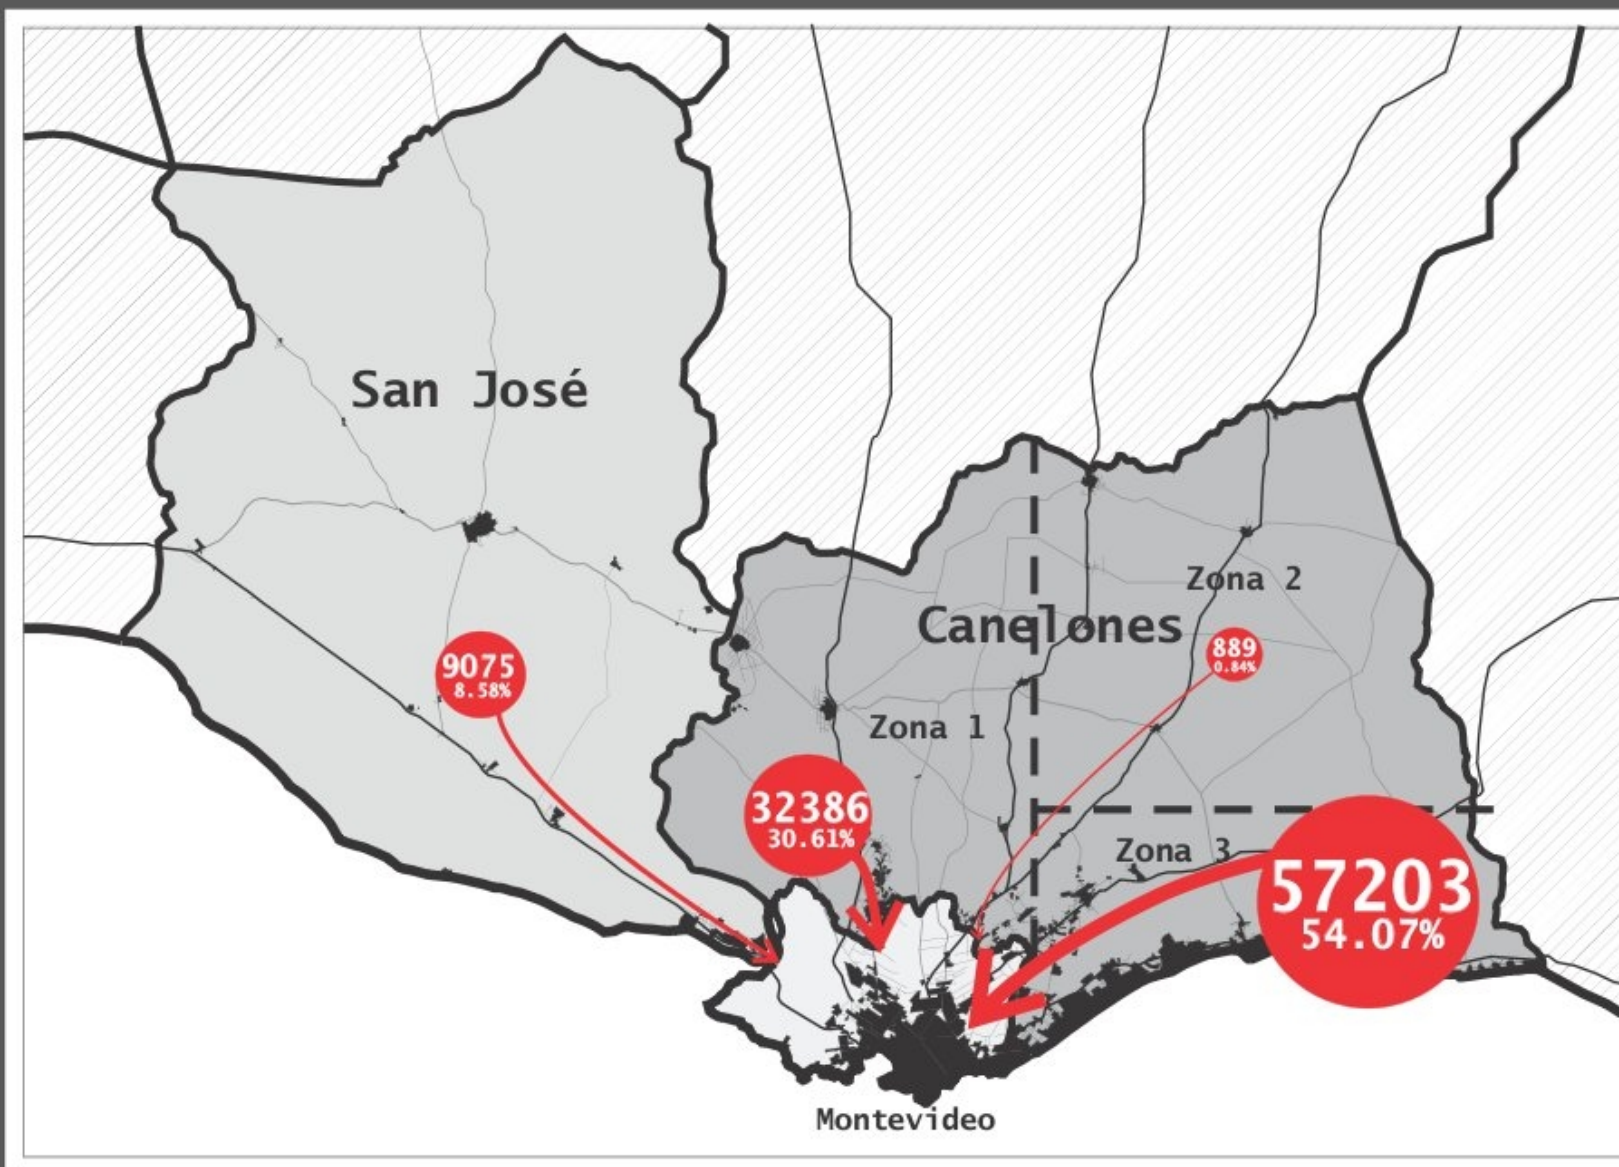 San José
Zona 2
Canelones
889
0.84%
9075
8.58%
Zona 1
32386
30.61%
Zona 3
57203
54.07%
Montevideo